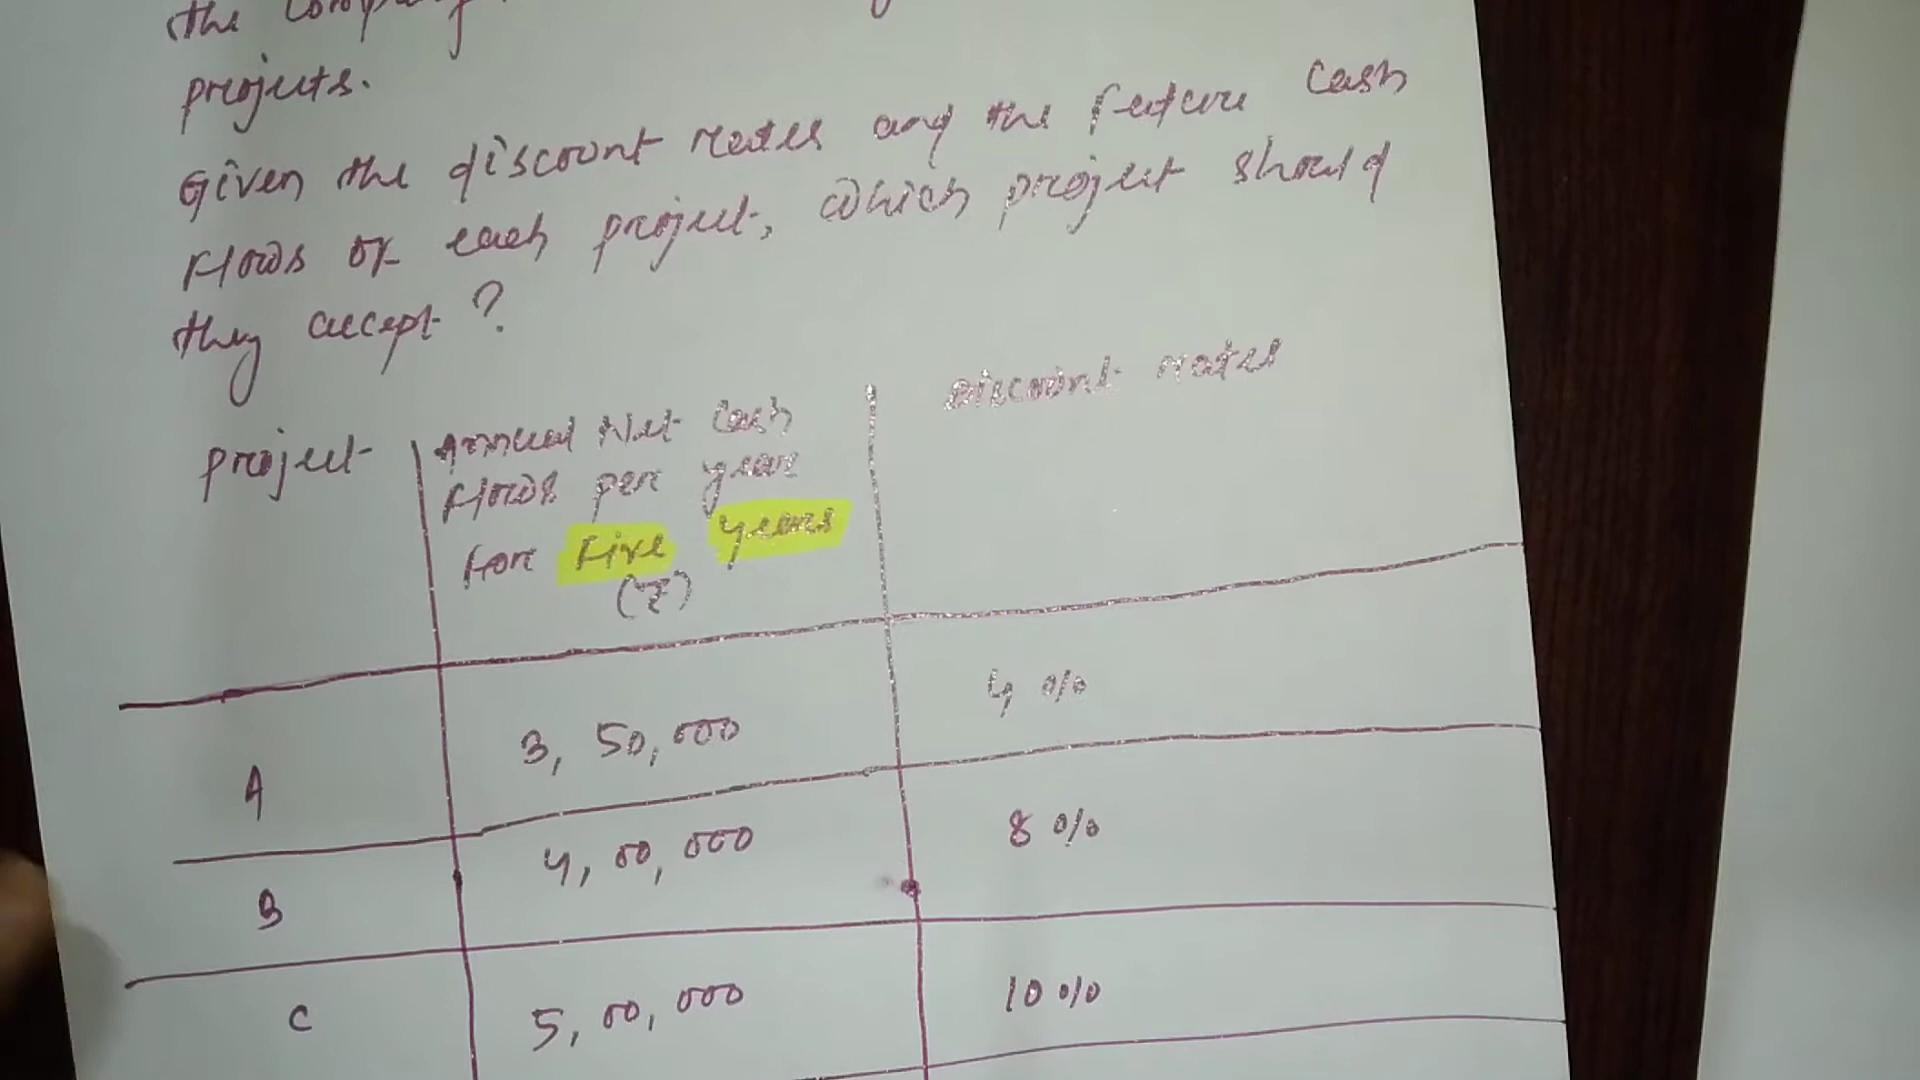 the
projects.
Given the discount rates and the future cash
flows of each project, which project should
they accept?
project
Annual Net Cash
flows per year
for five years
(₹)
Discount rates
A
3, 50,000
4 %
B
4, 00, 000
8 %
C
5, 00, 000
10 %